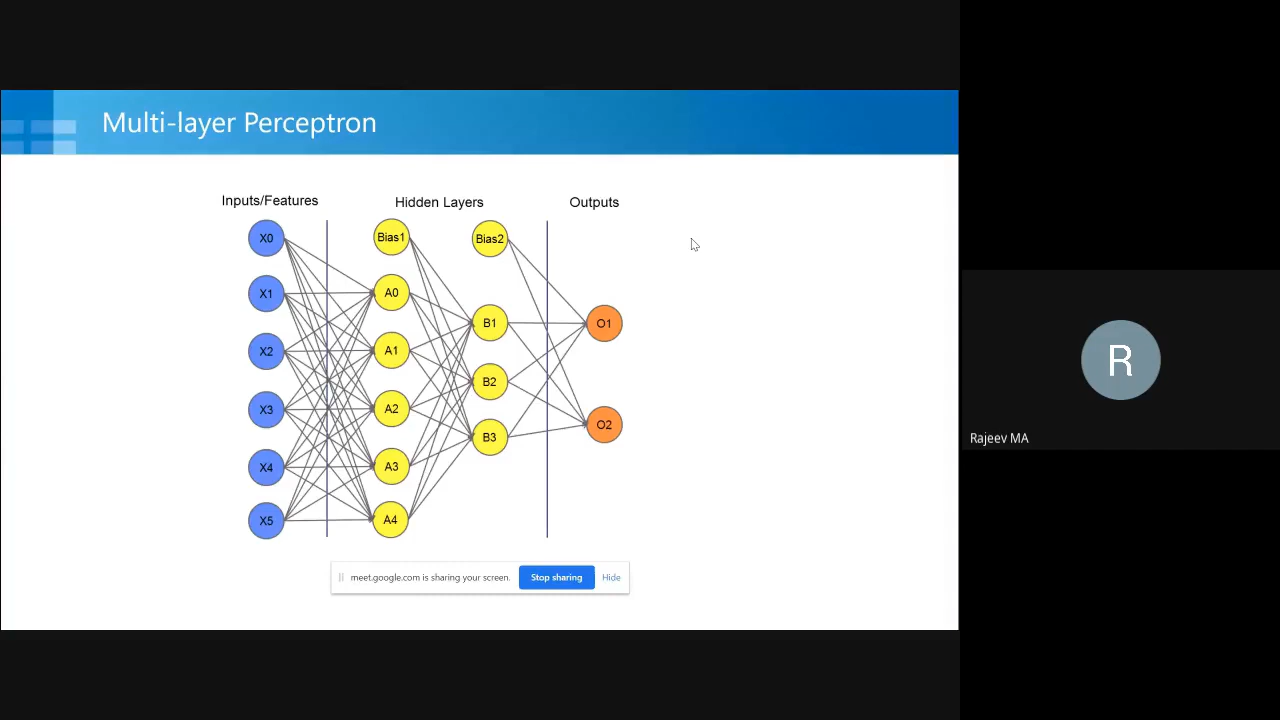 Multi-layer Perceptron
Inputs/Features
Hidden Layers
Outputs
X0
Bias1
Bias2
X1
A0
X2
A1
B1
O1
X3
A2
B2
X4
A3
B3
O2
X5
A4
meet.google.com is sharing your screen.
Stop sharing
Hide
R
Rajeev MA